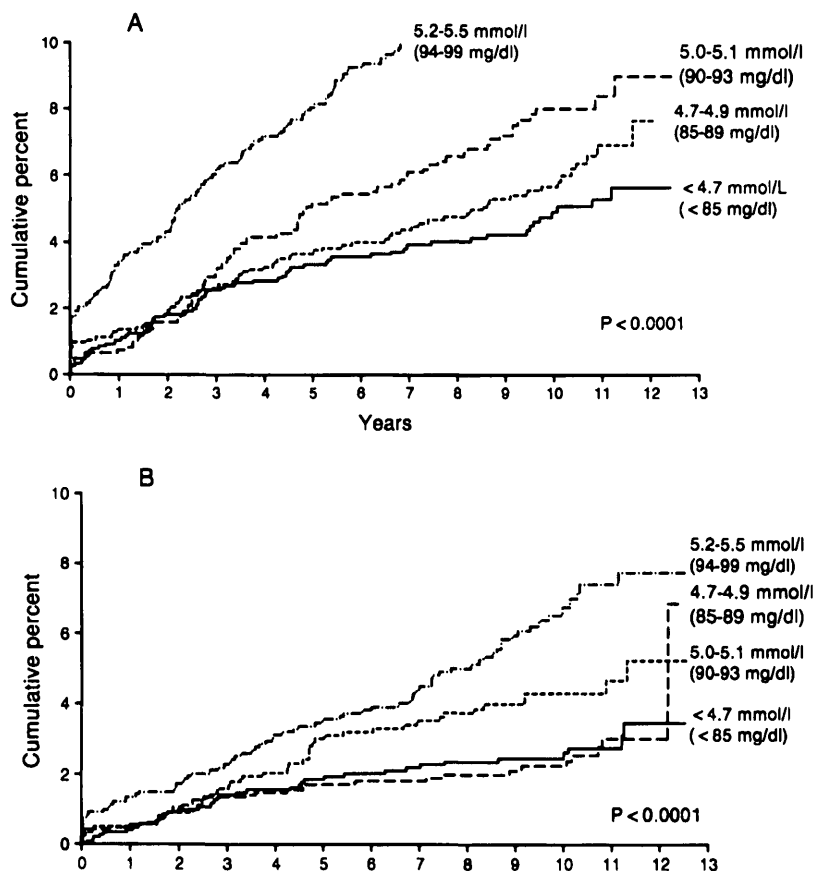 A
5.2-5.5 mmol/l
(94-99 mg/dl)
5.0-5.1 mmol/l
(90-93 mg/dl)
4.7-4.9 mmol/l
(85-89 mg/dl)
< 4.7 mmol/L
(< 85 mg/dl)
P < 0.0001
Cumulative percent
10
8
6
4
2
0
0 1 2 3 4 5 6 7 8 9 10 11 12 13
Years
B
5.2-5.5 mmol/l
(94-99 mg/dl)
4.7-4.9 mmol/l
(85-89 mg/dl)
5.0-5.1 mmol/l
(90-93 mg/dl)
< 4.7 mmol/l
(< 85 mg/dl)
P < 0.0001
Cumulative percent
10
8
6
4
2
0
0 1 2 3 4 5 6 7 8 9 10 11 12 13